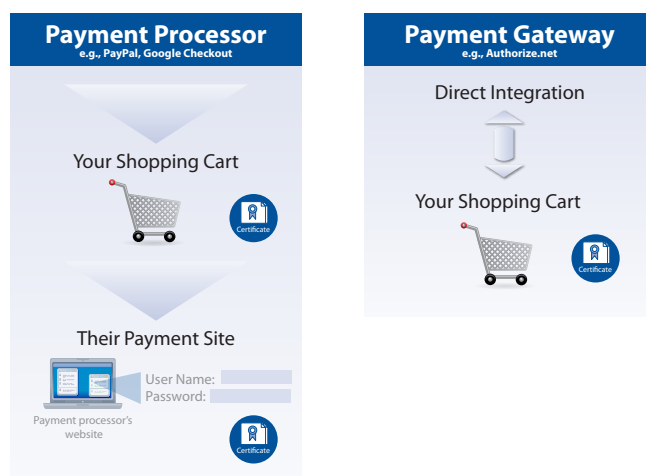 Payment Processor
e.g., PayPal, Google Checkout
Your Shopping Cart
Certificate
Their Payment Site
User Name:
Password:
Payment processor's
website
Certificate
Payment Gateway
e.g., Authorize.net
Direct Integration
Your Shopping Cart
Certificate